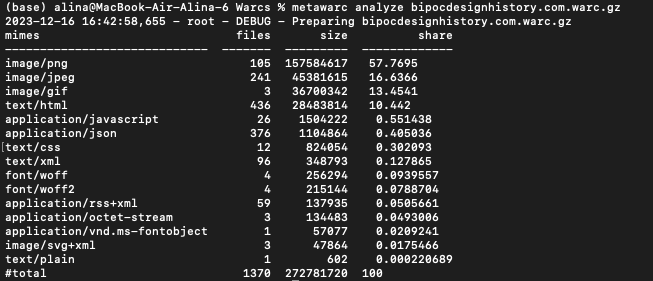 (base) alina@MacBook-Air-Alina-6 Warcs % metawarc analyze bipocdesignhistory.com.warc.gz
2023-12-16 16:42:58,655 - root - DEBUG - Preparing bipocdesignhistory.com.warc.gz
mimes files size share
------------------------- ------- --------- -------------
image/png 105 157584617 57.7695
image/jpeg 241 45381615 16.6366
image/gif 3 36700342 13.4541
text/html 436 28483814 10.442
application/javascript 26 1504222 0.551438
application/json 376 1104864 0.405036
text/css 12 824054 0.302093
text/xml 96 348793 0.127865
font/woff 4 256294 0.0939557
font/woff2 4 215144 0.0788704
application/rss+xml 59 137935 0.0505661
application/octet-stream 3 134483 0.0493006
application/vnd.ms-fontobject 1 57077 0.0209241
image/svg+xml 3 47864 0.0175466
text/plain 1 602 0.000220689
#total 1370 272781720 100